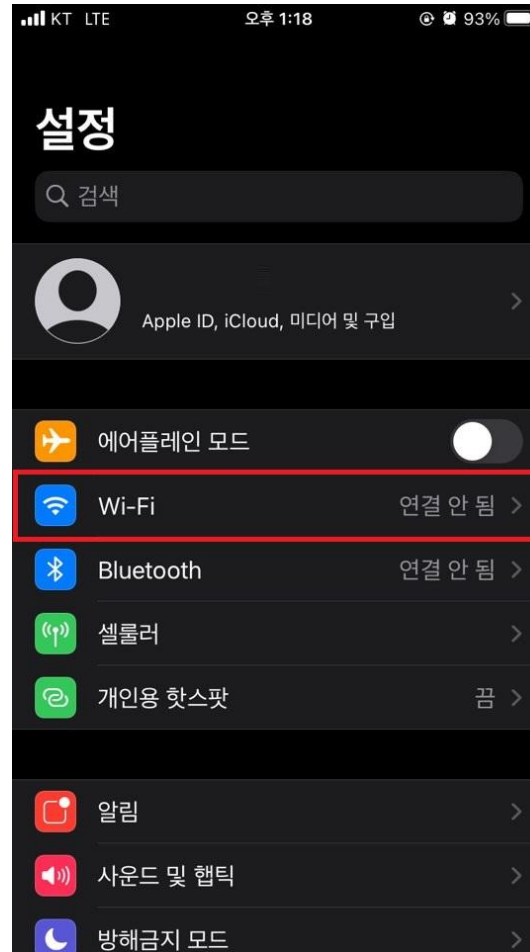 KT LTE 오후 1:18 93%
설정
검색
Apple ID, iCloud, 미디어 및 구입
에어플레인 모드
Wi-Fi 연결 안 됨
Bluetooth 연결 안 됨
셀룰러
개인용 핫스팟 끔
알림
사운드 및 햅틱
방해금지 모드